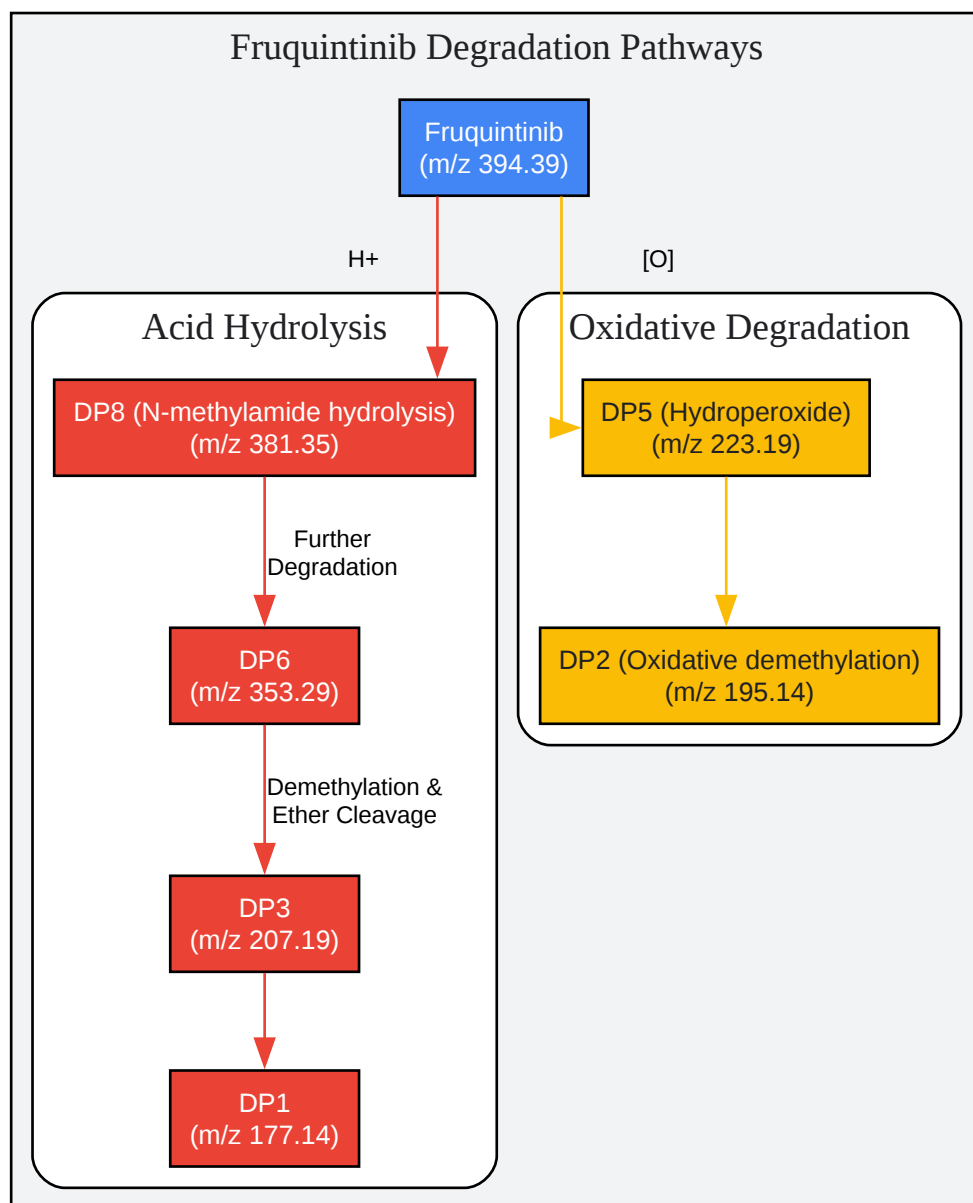 Fruquintinib Degradation Pathways
Fruquintinib
(m/z 394.39)
H+
[O]
Acid Hydrolysis
DP8 (N-methylamide hydrolysis)
(m/z 381.35)
Further
Degradation
DP6
(m/z 353.29)
Demethylation &
Ether Cleavage
DP3
(m/z 207.19)
DP1
(m/z 177.14)
Oxidative Degradation
DP5 (Hydroperoxide)
(m/z 223.19)
DP2 (Oxidative demethylation)
(m/z 195.14)